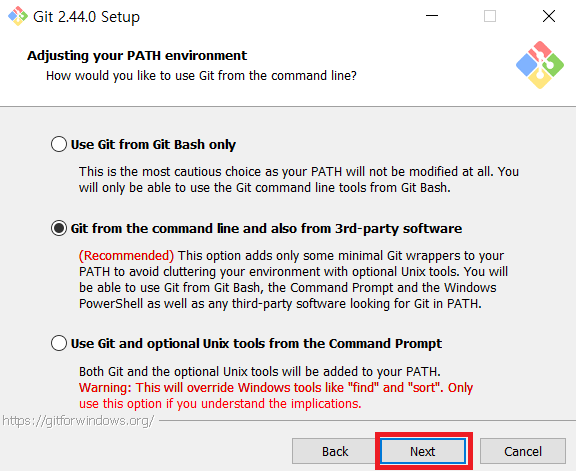 Git 2.44.0 Setup
Adjusting your PATH environment
How would you like to use Git from the command line?
Use Git from Git Bash only
This is the most cautious choice as your PATH will not be modified at all. You
will only be able to use the Git command line tools from Git Bash.
Git from the command line and also from 3rd-party software
(Recommended) This option adds only some minimal Git wrappers to your
PATH to avoid cluttering your environment with optional Unix tools. You will
be able to use Git from Git Bash, the Command Prompt and the Windows
PowerShell as well as any third-party software looking for Git in PATH.
Use Git and optional Unix tools from the Command Prompt
Both Git and the optional Unix tools will be added to your PATH.
Warning: This will override Windows tools like "find" and "sort". Only
use this option if you understand the implications.
https://gitforwindows.org/
Back
Next
Cancel